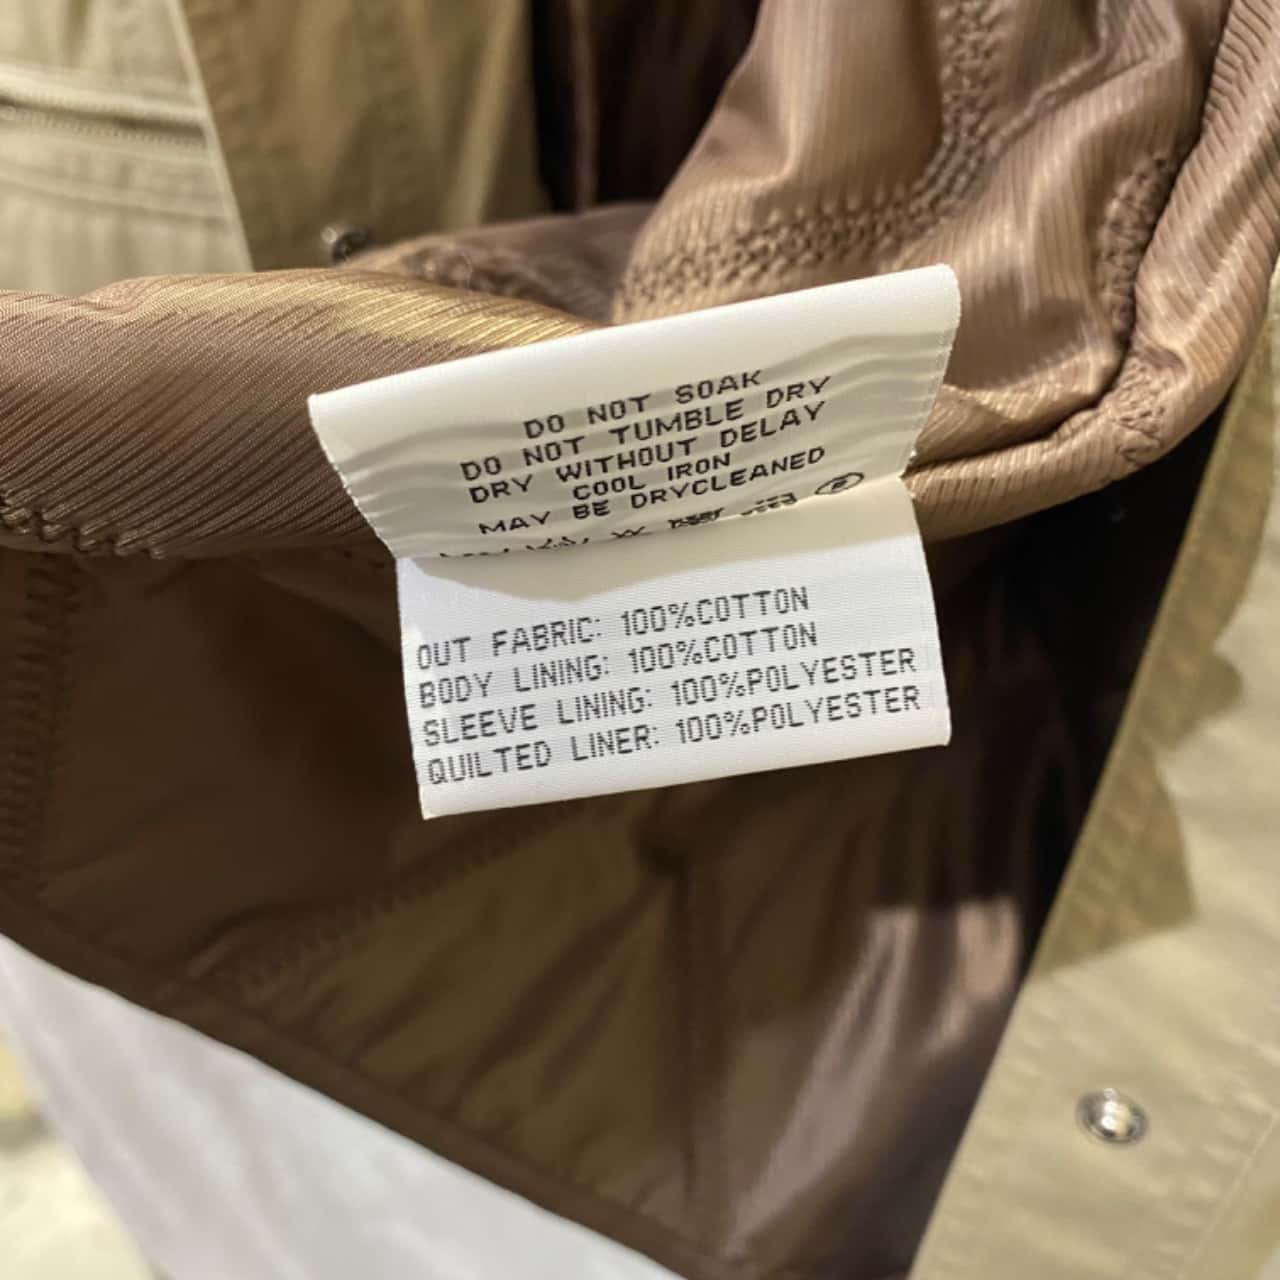 DO NOT SOAK
DO NOT TUMBLE DRY
DRY WITHOUT DELAY
COOL IRON
MAY BE DRYCLEANED
OUT FABRIC: 100%COTTON
BODY LINING: 100%COTTON
SLEEVE LINING: 100%POLYESTER
QUILTED LINER: 100%POLYESTER